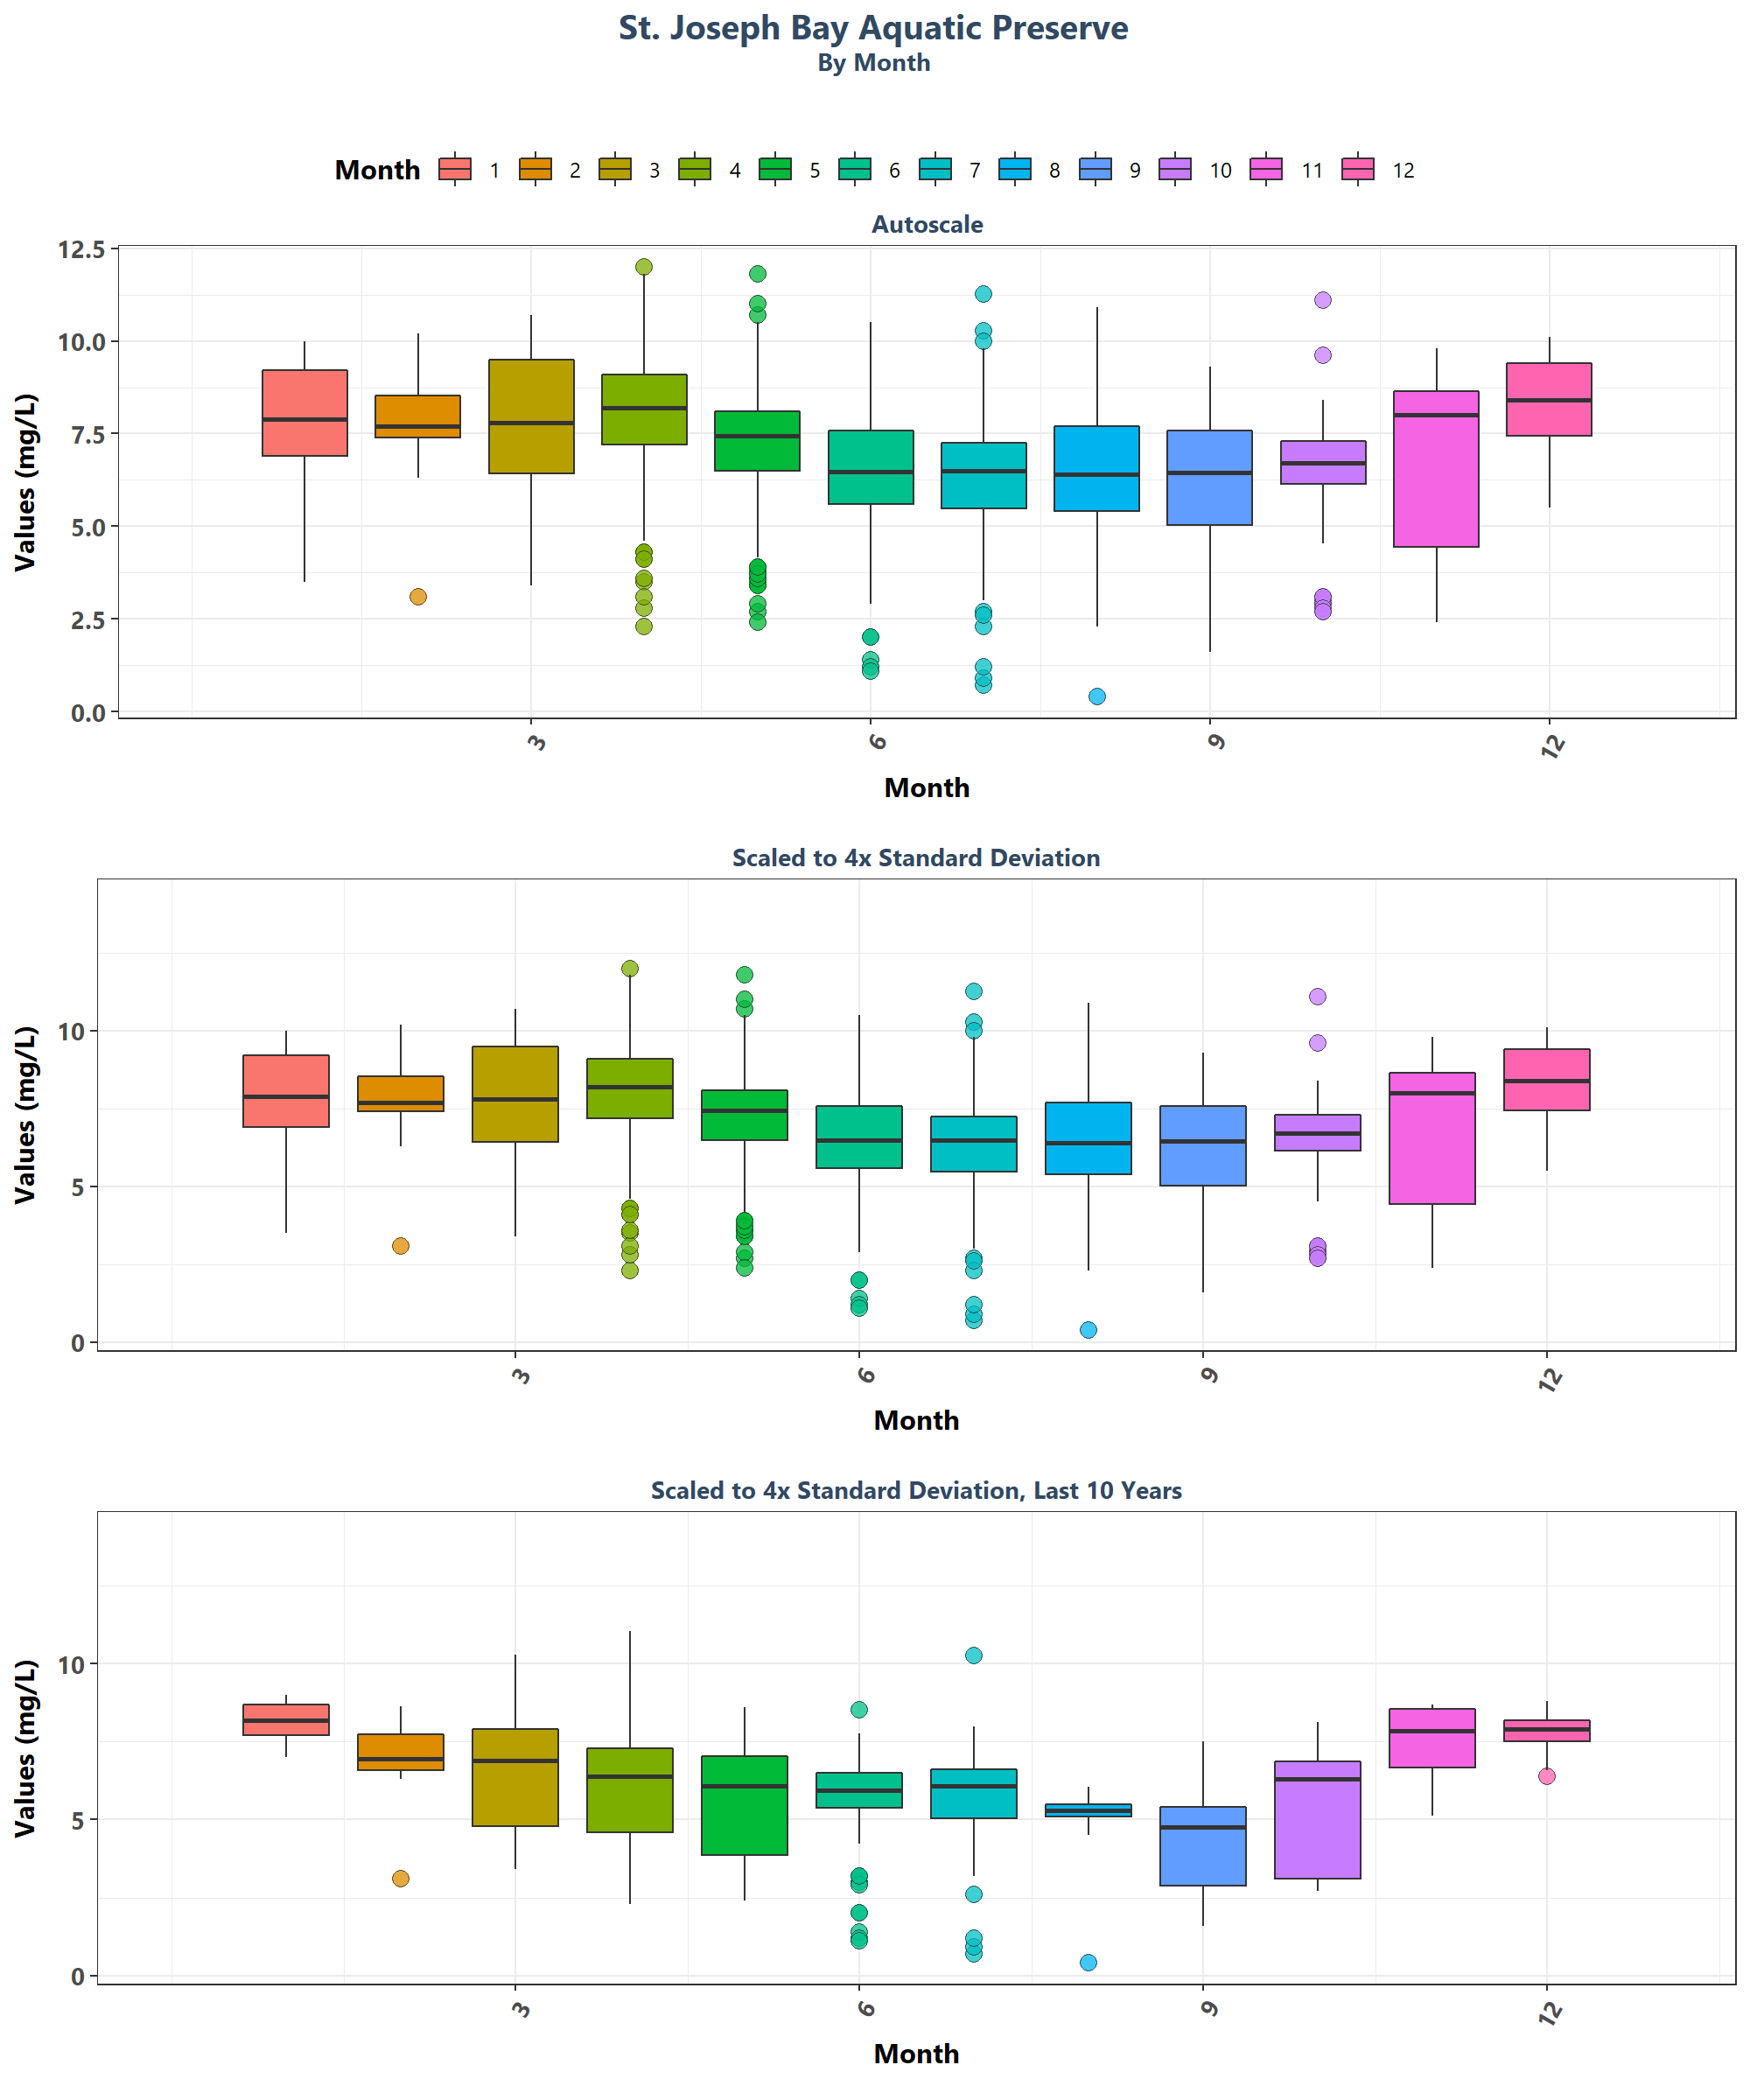 St. Joseph Bay Aquatic Preserve
By Month
Month 1 2 3 4 5 6 7 8 9 10 11 12
Autoscale
Values (mg/L)
12.5
10.0
7.5
5.0
2.5
0.0
3 6 9 12
Month
Scaled to 4x Standard Deviation
Values (mg/L)
10
5
0
3 6 9 12
Month
Scaled to 4x Standard Deviation, Last 10 Years
Values (mg/L)
10
5
0
3 6 9 12
Month